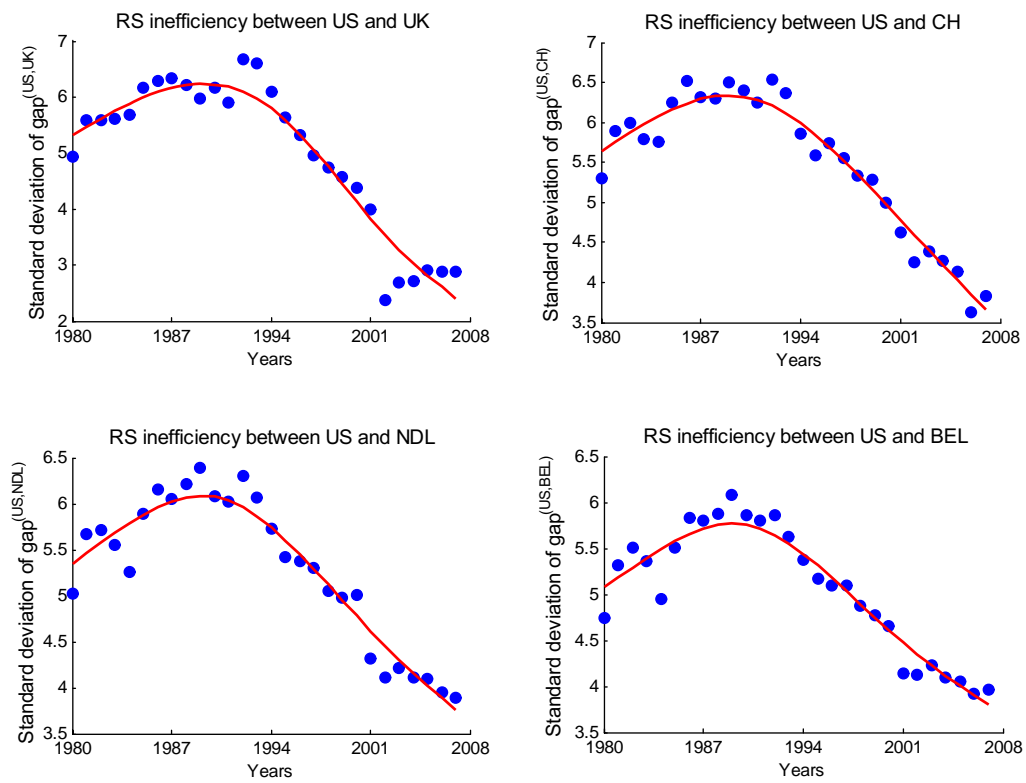 RS inefficiency between US and UK
Standard deviation of gap(US,UK)
7
6
5
4
3
2
1980 1987 1994 2001 2008
Years
RS inefficiency between US and CH
Standard deviation of gap(US,CH)
7
6.5
6
5.5
5
4.5
4
3.5
1980 1987 1994 2001 2008
Years
RS inefficiency between US and NDL
Standard deviation of gap(US,NDL)
6.5
6
5.5
5
4.5
4
3.5
1980 1987 1994 2001 2008
Years
RS inefficiency between US and BEL
Standard deviation of gap(US,BEL)
6.5
6
5.5
5
4.5
4
3.5
1980 1987 1994 2001 2008
Years